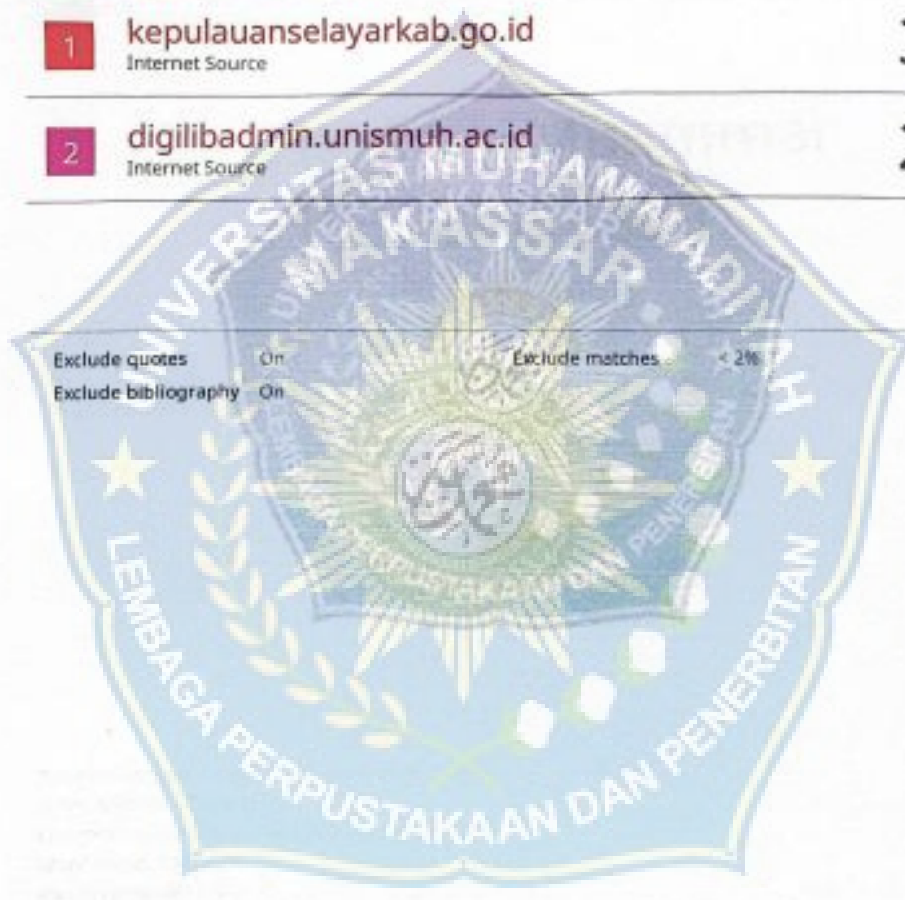 1 kepulauanselayarkab.go.id
Internet Source
2 digilibadmin.unismuh.ac.id
Internet Source
UNIVERSITAS MUHAMMADIYAH
MAKASSAR
Exclude quotes On Exclude matches < 2%
Exclude bibliography On
LEMBAGA PERPUSTAKAAN DAN PENERBITAN